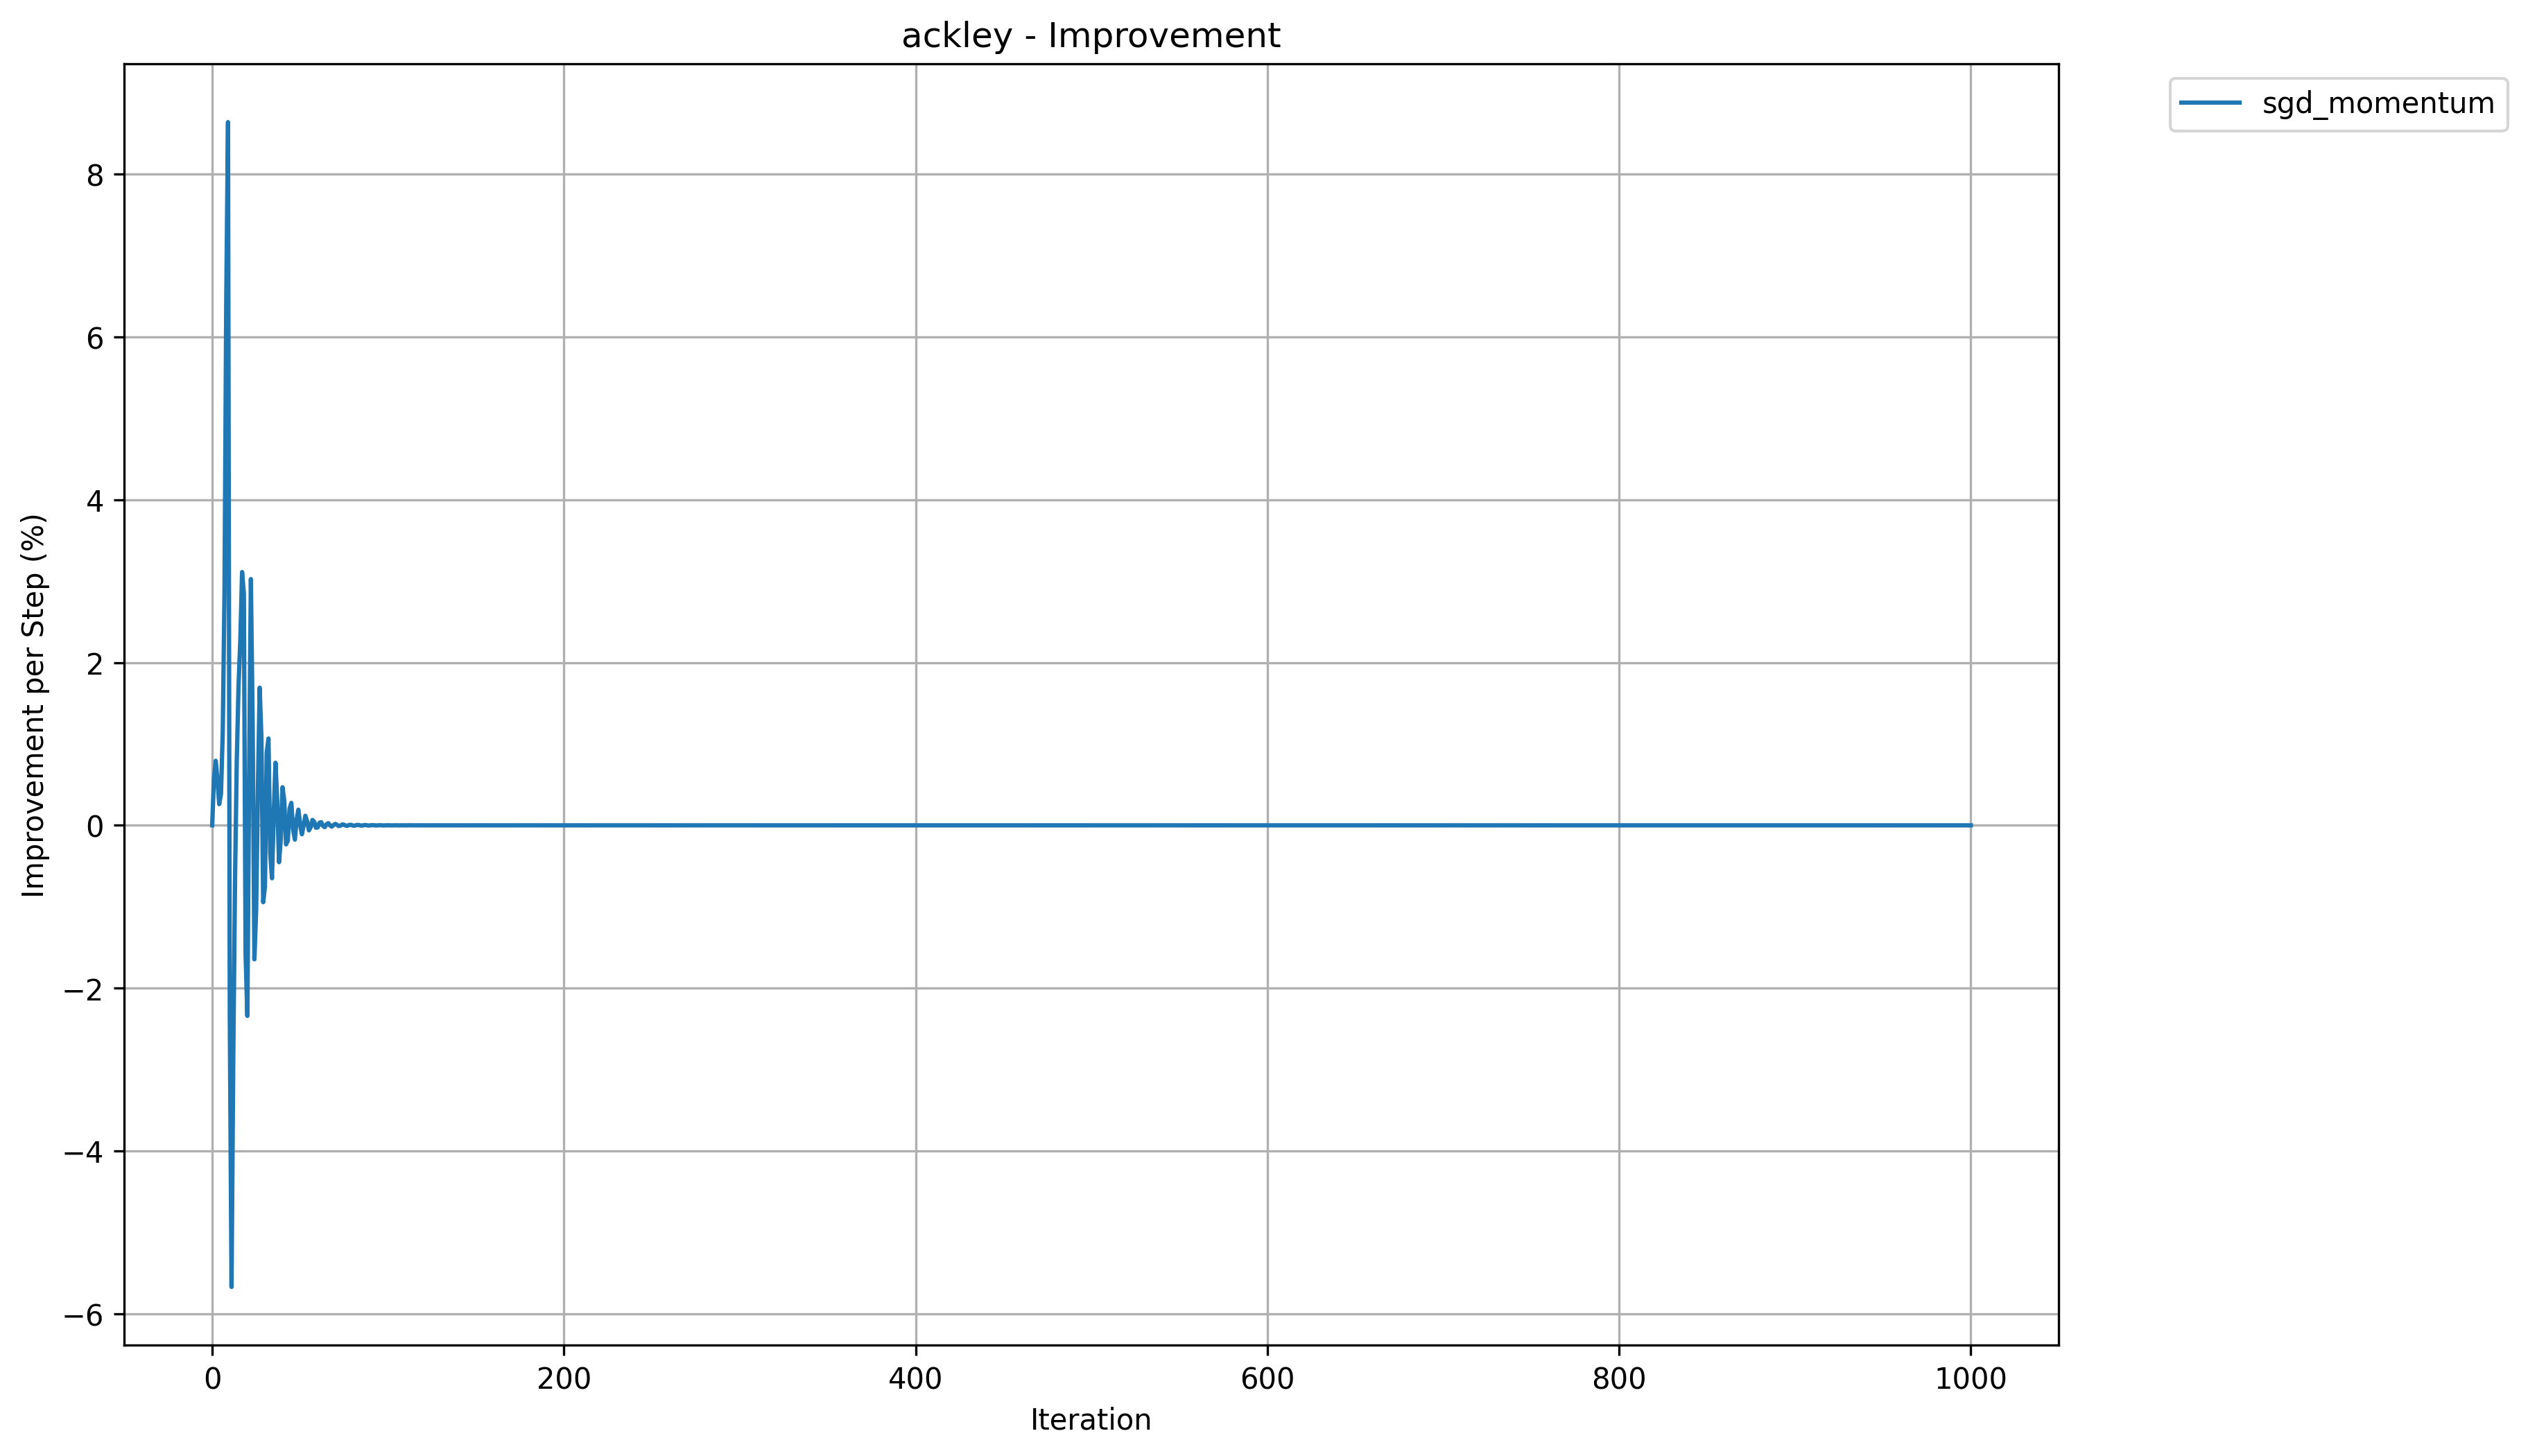 ackley - Improvement
sgd_momentum
8
6
4
2
0
−2
−4
−6
Improvement per Step (%)
0 200 400 600 800 1000
Iteration